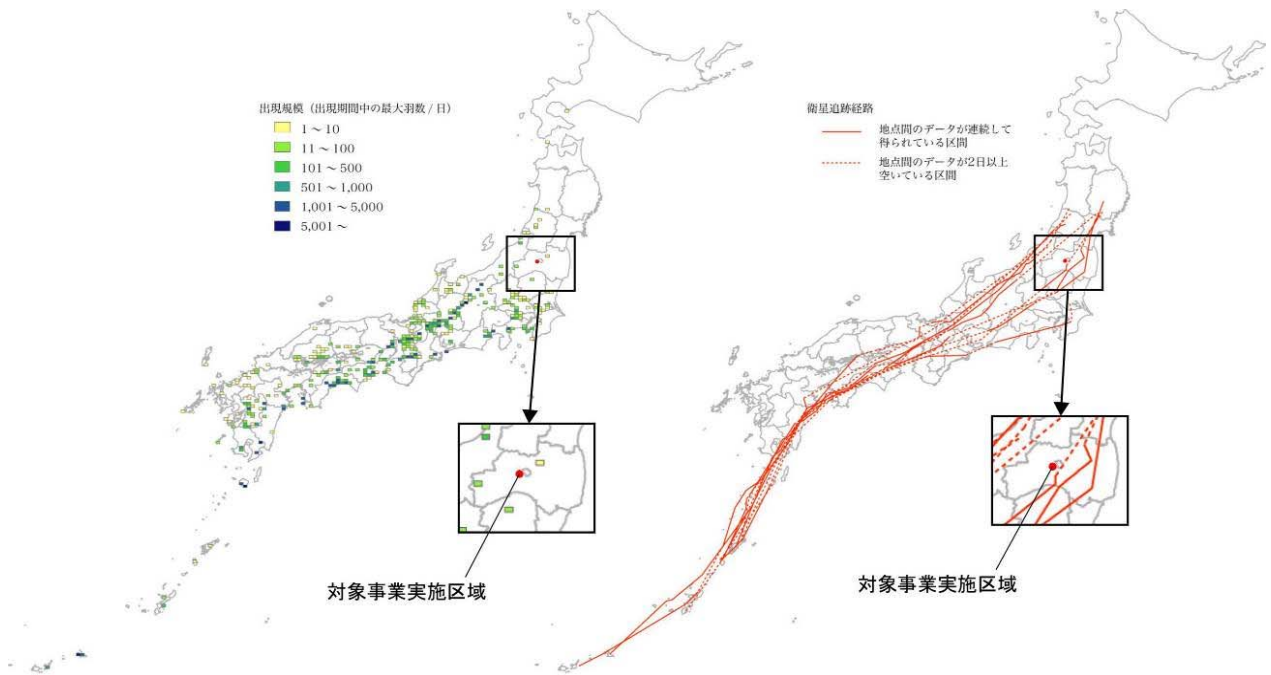 出現規模（出現期間中の最大羽数 / 日）
1 ～ 10
11 ～ 100
101 ～ 500
501 ～ 1,000
1,001 ～ 5,000
5,001 ～
対象事業実施区域
衛星追跡経路
地点間のデータが連続して
得られている区間
地点間のデータが2日以上
空いている区間
対象事業実施区域